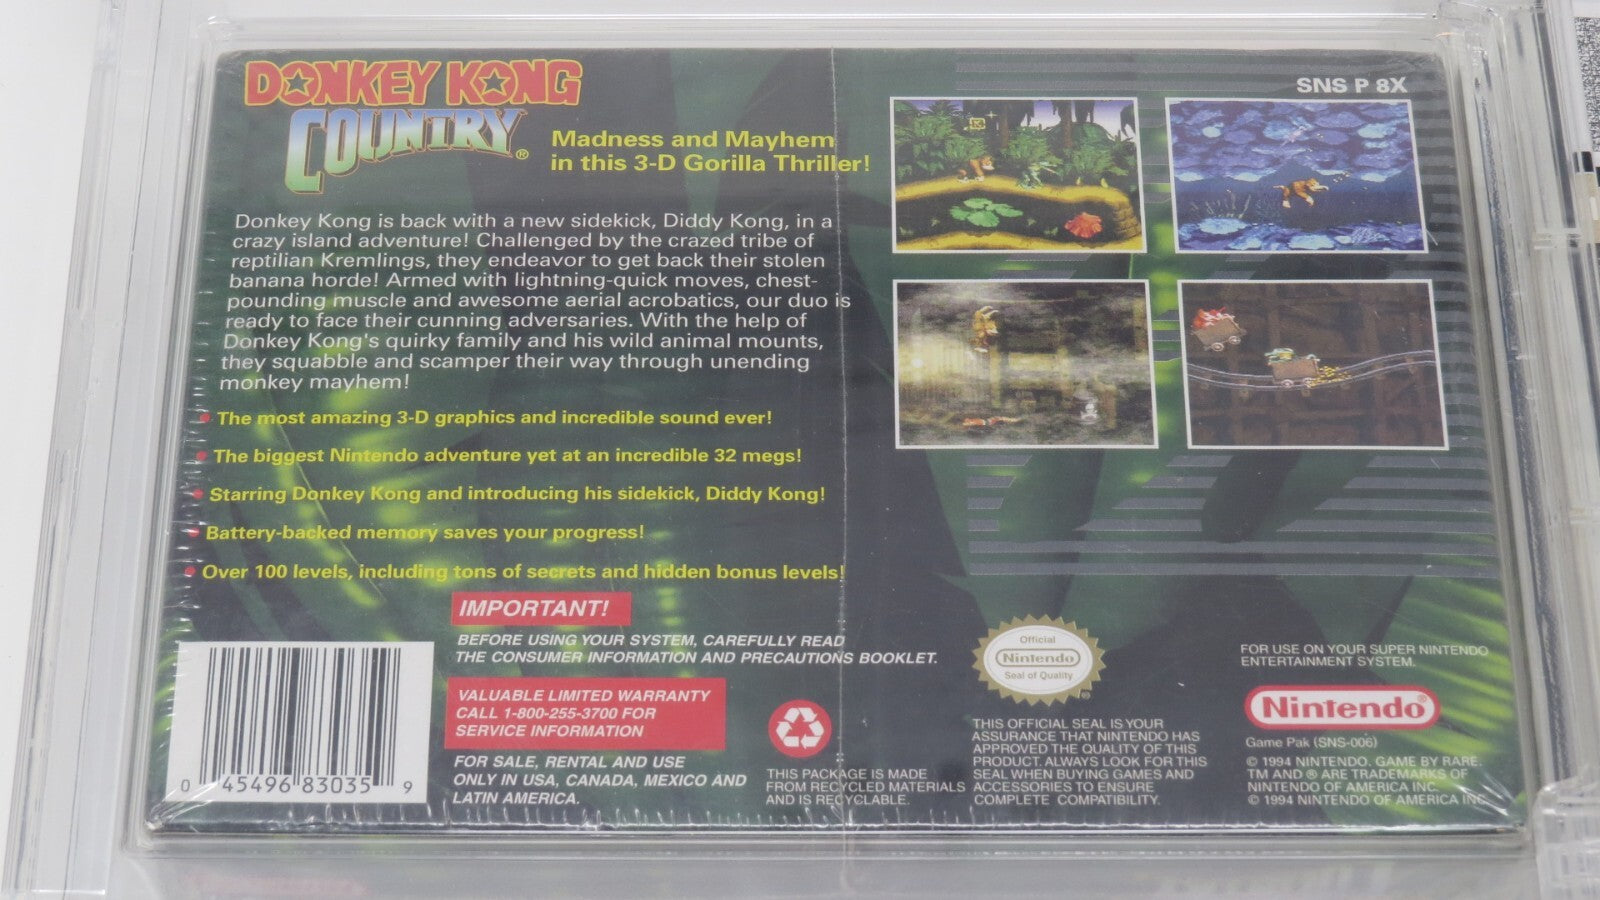 DONKEY KONG
COUNTRY®
Madness and Mayhem
in this 3-D Gorilla Thriller!
Donkey Kong is back with a new sidekick, Diddy Kong, in a
crazy island adventure! Challenged by the crazed tribe of
reptilian Kremlings, they endeavor to get back their stolen
banana horde! Armed with lightning-quick moves, chest-
pounding muscle and awesome aerial acrobatics, our duo is
ready to face their cunning adversaries. With the help of
Donkey Kong's quirky family and his wild animal mounts,
they squabble and scamper their way through unending
monkey mayhem!
• The most amazing 3-D graphics and incredible sound ever!
• The biggest Nintendo adventure yet at an incredible 32 megs!
• Starring Donkey Kong and introducing his sidekick, Diddy Kong!
• Battery-backed memory saves your progress!
• Over 100 levels, including tons of secrets and hidden bonus levels!
SNS P 8X
IMPORTANT!
BEFORE USING YOUR SYSTEM, CAREFULLY READ
THE CONSUMER INFORMATION AND PRECAUTIONS BOOKLET.
VALUABLE LIMITED WARRANTY
CALL 1-800-255-3700 FOR
SERVICE INFORMATION
FOR SALE, RENTAL AND USE
ONLY IN USA, CANADA, MEXICO AND
LATIN AMERICA.
0 45496 83035 9
THIS PACKAGE IS MADE
FROM RECYCLED MATERIALS
AND IS RECYCLABLE.
Official
Nintendo
Seal of Quality
®
THIS OFFICIAL SEAL IS YOUR
ASSURANCE THAT NINTENDO HAS
APPROVED THE QUALITY OF THIS
PRODUCT. ALWAYS LOOK FOR THIS
SEAL WHEN BUYING GAMES AND
ACCESSORIES TO ENSURE
COMPLETE COMPATIBILITY.
FOR USE ON YOUR SUPER NINTENDO
ENTERTAINMENT SYSTEM.
Nintendo®
Game Pak (SNS-006)
© 1994 NINTENDO. GAME BY RARE.
TM AND ® ARE TRADEMARKS OF
NINTENDO OF AMERICA INC.
© 1994 NINTENDO OF AMERICA INC.